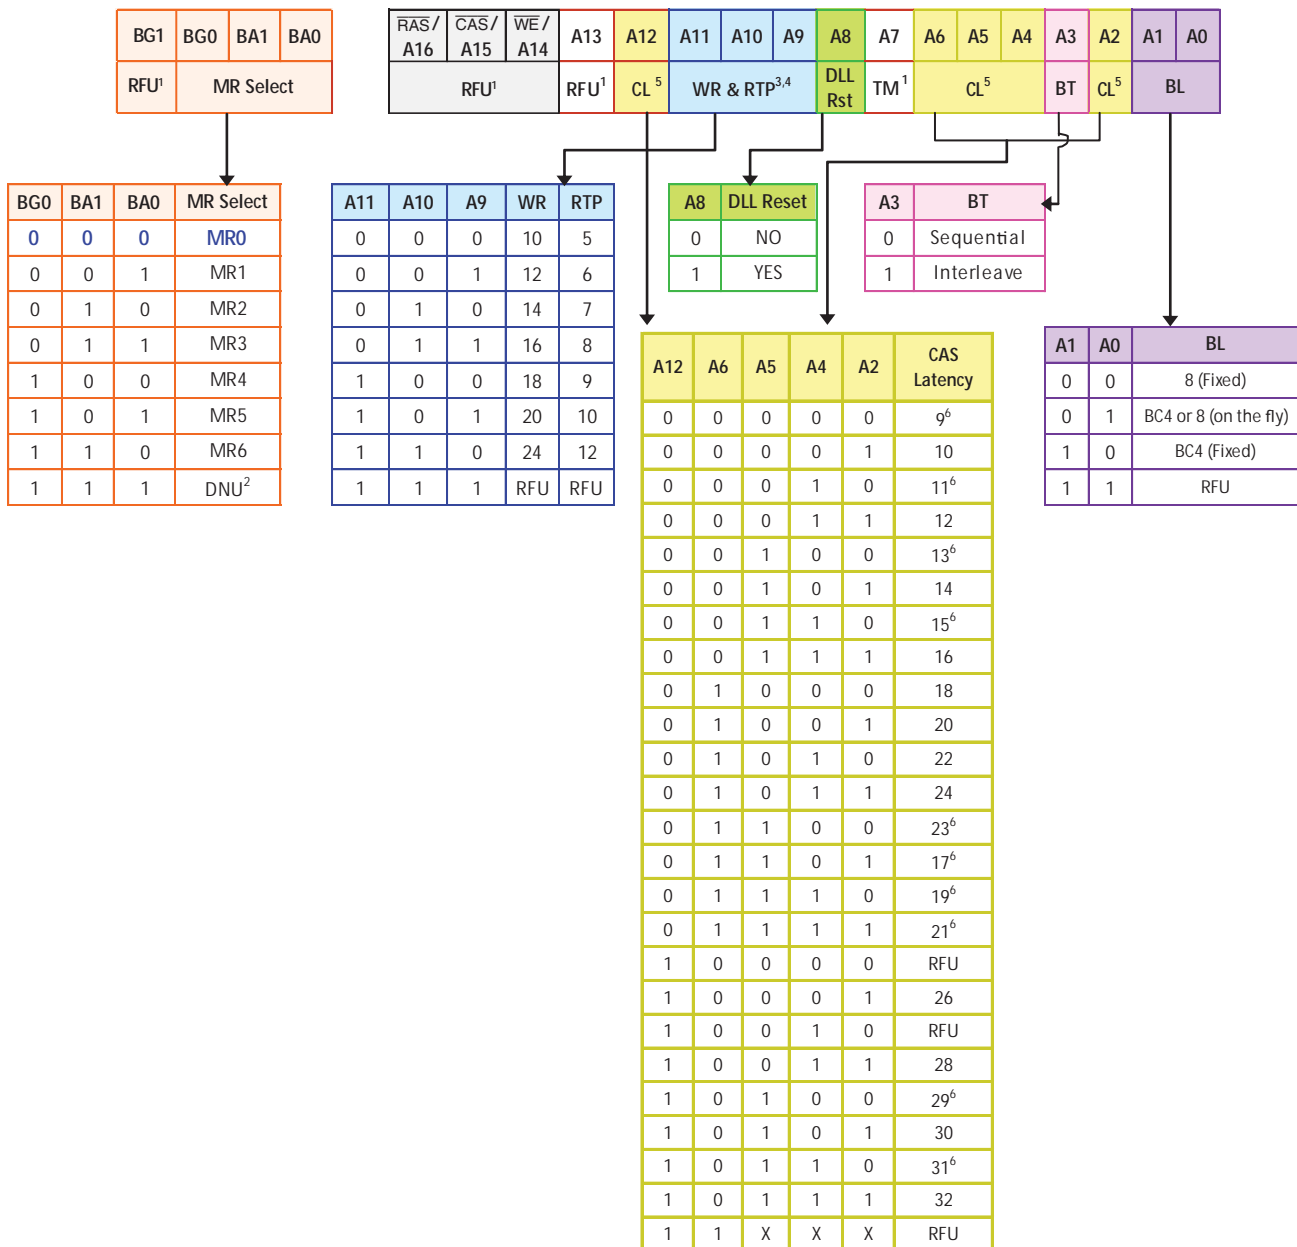 BG1 BG0 BA1 BA0 RAS/ A16 CAS/ A15 WE/ A14 A13 A12 A11 A10 A9 A8 A7 A6 A5 A4 A3 A2 A1 A0
RFU¹ MR Select RFU¹ RFU¹ CL⁵ WR & RTP³,⁴ DLL Rst TM¹ CL⁵ BT CL⁵ BL
BG0 BA1 BA0 MR Select
0 0 0 MR0
0 0 1 MR1
0 1 0 MR2
0 1 1 MR3
1 0 0 MR4
1 0 1 MR5
1 1 0 MR6
1 1 1 DNU²
A11 A10 A9 WR RTP
0 0 0 10 5
0 0 1 12 6
0 1 0 14 7
0 1 1 16 8
1 0 0 18 9
1 0 1 20 10
1 1 0 24 12
1 1 1 RFU RFU
A8 DLL Reset
0 NO
1 YES
A3 BT
0 Sequential
1 Interleave
A12 A6 A5 A4 A2 CAS Latency
0 0 0 0 0 9⁶
0 0 0 0 1 10
0 0 0 1 0 11⁶
0 0 0 1 1 12
0 0 1 0 0 13⁶
0 0 1 0 1 14
0 0 1 1 0 15⁶
0 0 1 1 1 16
0 1 0 0 0 18
0 1 0 0 1 20
0 1 0 1 0 22
0 1 0 1 1 24
0 1 1 0 0 23⁶
0 1 1 0 1 17⁶
0 1 1 1 0 19⁶
0 1 1 1 1 21⁶
1 0 0 0 0 RFU
1 0 0 0 1 26
1 0 0 1 0 RFU
1 0 0 1 1 28
1 0 1 0 0 29⁶
1 0 1 0 1 30
1 0 1 1 0 31⁶
1 0 1 1 1 32
1 1 X X X RFU
A1 A0 BL
0 0 8 (Fixed)
0 1 BC4 or 8 (on the fly)
1 0 BC4 (Fixed)
1 1 RFU